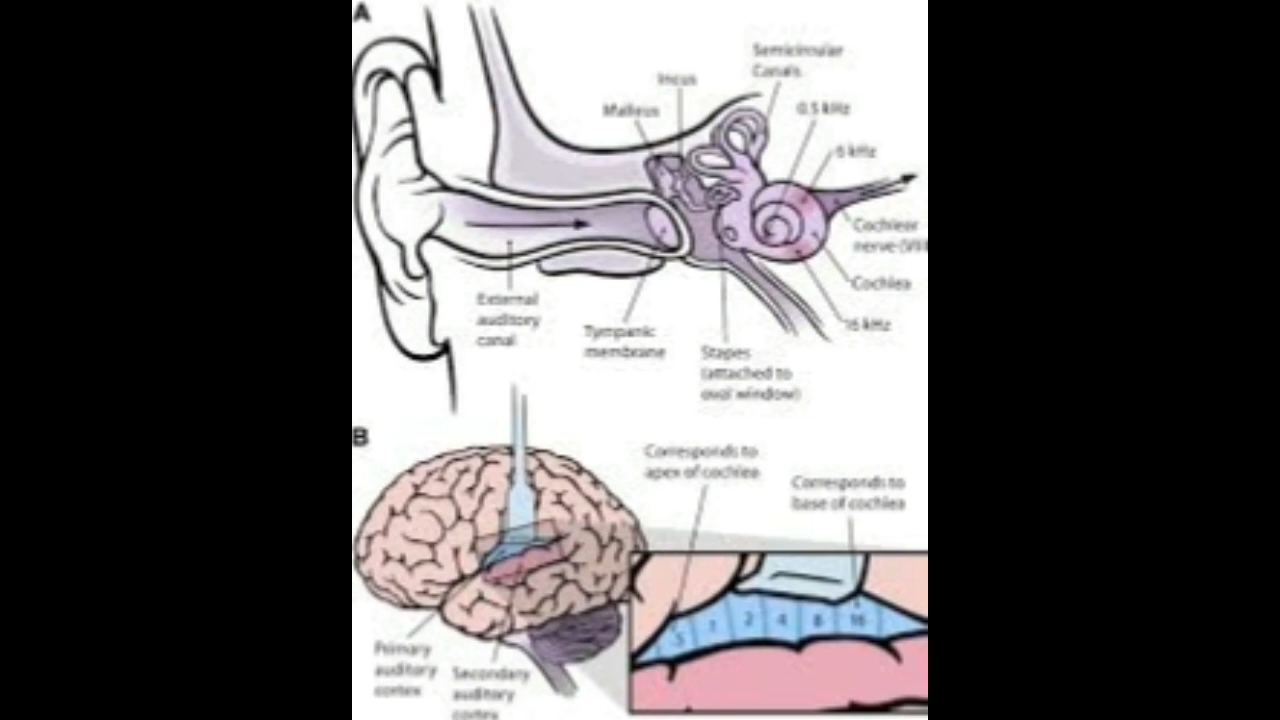 A
Semicircular
Canals
Incus
Malleus
0.5 kHz
6 kHz
Cochlear
nerve (VIII
Cochlea
16 kHz
External
auditory
canal
Tympanic
membrane
Stapes
(attached to
oval window)
B
Corresponds to
apex of cochlea
Corresponds to
base of cochlea
1 2 4 8 16
Primary
auditory
cortex
Secondary
auditory
cortex